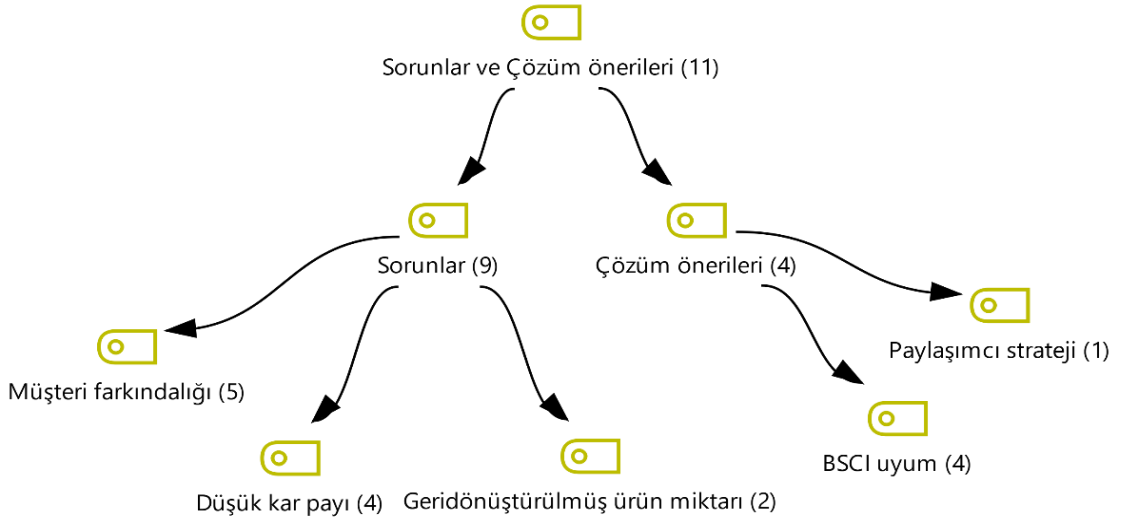 Sorunlar ve Çözüm önerileri (11)
Sorunlar (9)
Çözüm önerileri (4)
Paylaşımcı strateji (1)
Müşteri farkındalığı (5)
BSCI uyum (4)
Düşük kar payı (4)
Geridönüştürülmüş ürün miktarı (2)